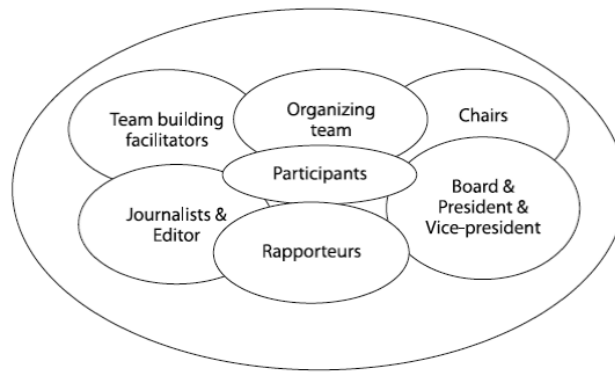 Team building
facilitators
Organizing
team
Chairs
Participants
Journalists &
Editor
Rapporteurs
Board &
President &
Vice-president